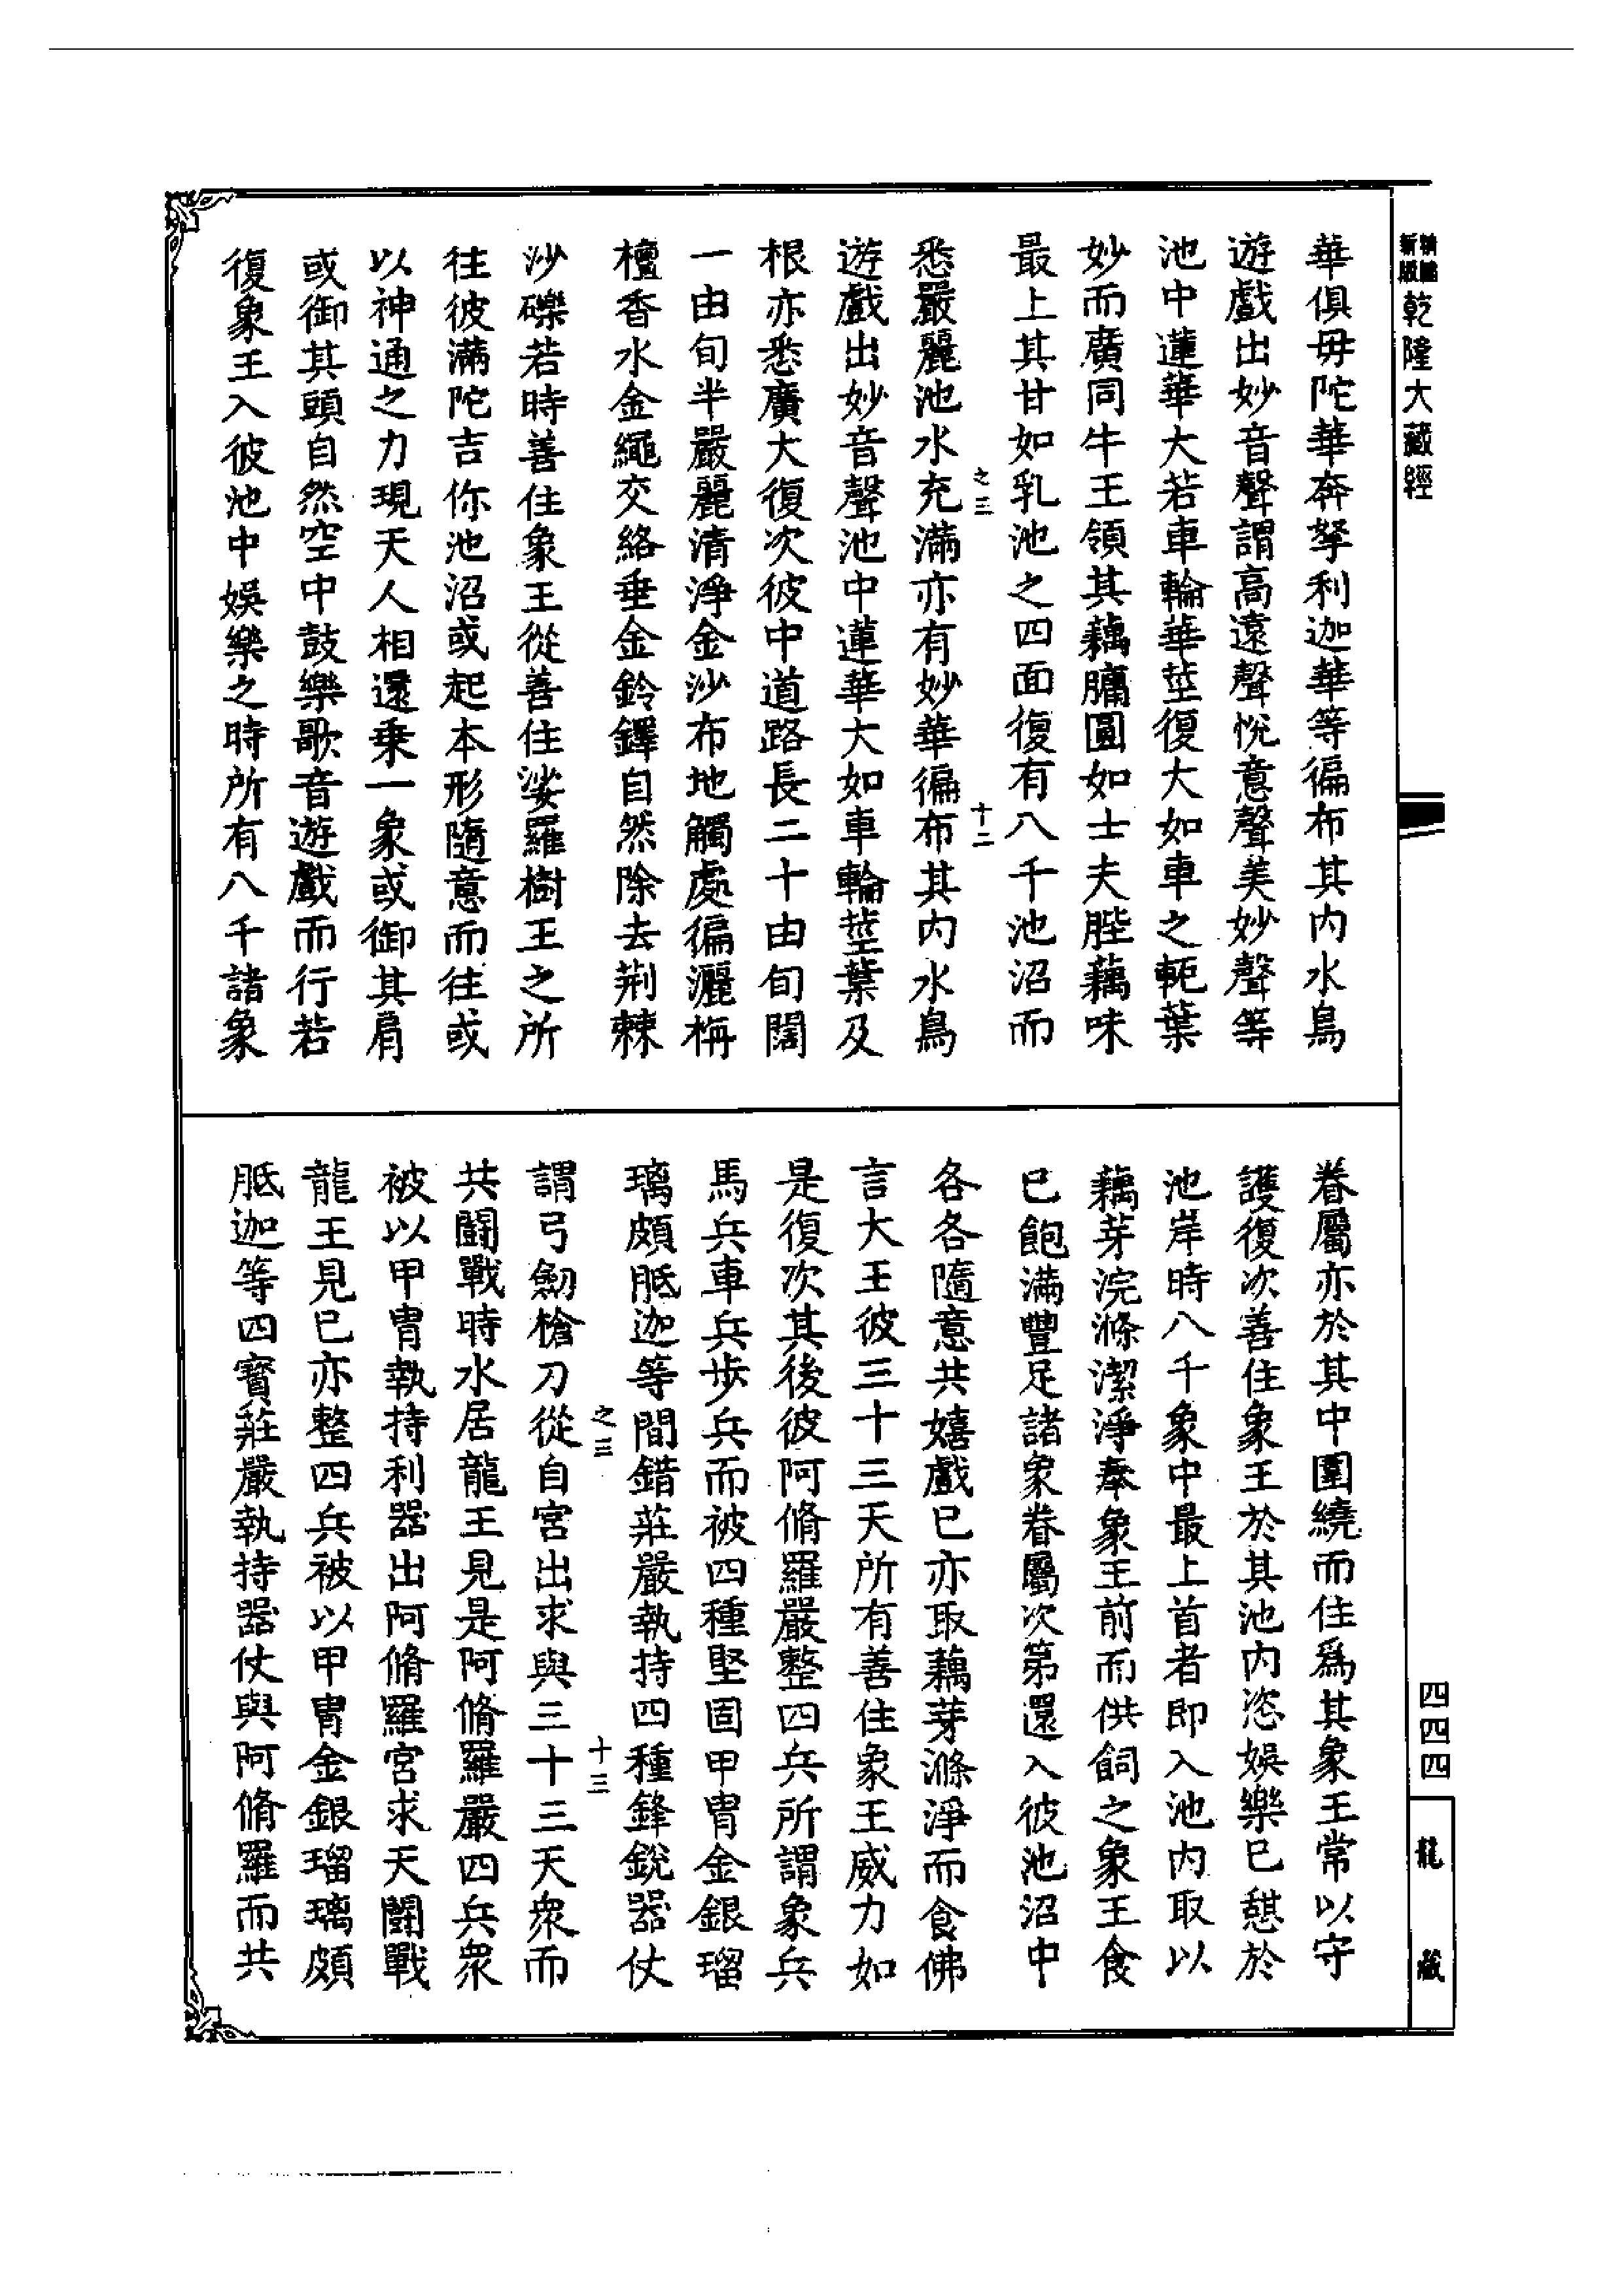 新版
乾隆大藏經
華俱毋陀華奔拏利迦華等徧布其内水鳥
遊戲出妙音聲謂高遠聲悅意聲美妙聲等
池中蓮華大若車輪華莖復大如車之軛葉
妙而廣同牛王領其藕𦢊圓如士夫脞藕味
最上其甘如乳池之四面復有八千池沼而
之三
十二
悉嚴麗池水充滿亦有妙華徧布其内水鳥
遊戲出妙音聲池中蓮華大如車輪莖葉及
根亦悉廣大復次彼中道路長二十由旬闊
一由旬半嚴麗清淨金沙布地觸處徧灑栴
檀香水金繩交絡垂金鈴鐸自然除去荆棘
沙礫若時善住象王從善住娑羅樹王之所
往彼滿陀吉你池沼或起本形隨意而往或
以神通之力現天人相還乗一象或御其肩
或御其頭自然空中鼓樂歌音遊戲而行若
復象王入彼池中娛樂之時所有八千諸象
眷屬亦於其中圍繞而住爲其象王常以守
護復次善住象王於其池内恣娛樂已憇於
池岸時八千象中最上首者即入池内取以
藕芽浣滌潔淨奉象王前而供飼之象王食
已飽滿豐足諸象眷屬次第還入彼池沼中
各各隨意共嬉戲已亦取藕芽滌淨而食佛
言大王彼三十三天所有善住象王威力如
是復次其後彼阿脩羅嚴整四兵所謂象兵
馬兵車兵步兵而被四種堅固甲冑金銀瑠
璃頗胝迦等間錯莊嚴執持四種鋒銳器仗
之三
十三
謂弓劒槍刀從自宮出求與三十三天衆而
共鬭戰時水居龍王見是阿脩羅嚴四兵衆
被以甲冑執持利器出阿脩羅宮求天鬭戰
龍王見已亦整四兵被以甲冑金銀瑠璃頗
胝迦等四寳莊嚴執持器仗與阿脩羅而共
四四四
龍藏